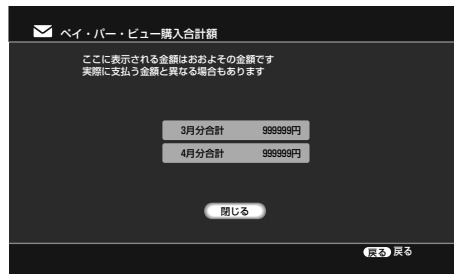 ペイ・パー・ビュー購入合計額
ここに表示される金額はおおよその金額です
実際に支払う金額と異なる場合もあります
3月分合計 999999円
4月分合計 999999円
閉じる
戻る 戻る